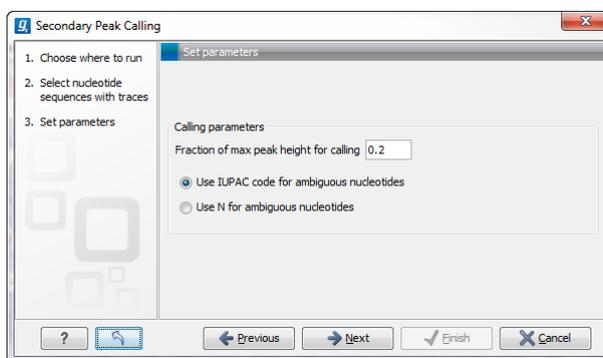 Secondary Peak Calling
1. Choose where to run
2. Select nucleotide
sequences with traces
3. Set parameters
Set parameters
Calling parameters
Fraction of max peak height for calling 0.2
Use IUPAC code for ambiguous nucleotides
Use N for ambiguous nucleotides
? Previous Next Finish Cancel